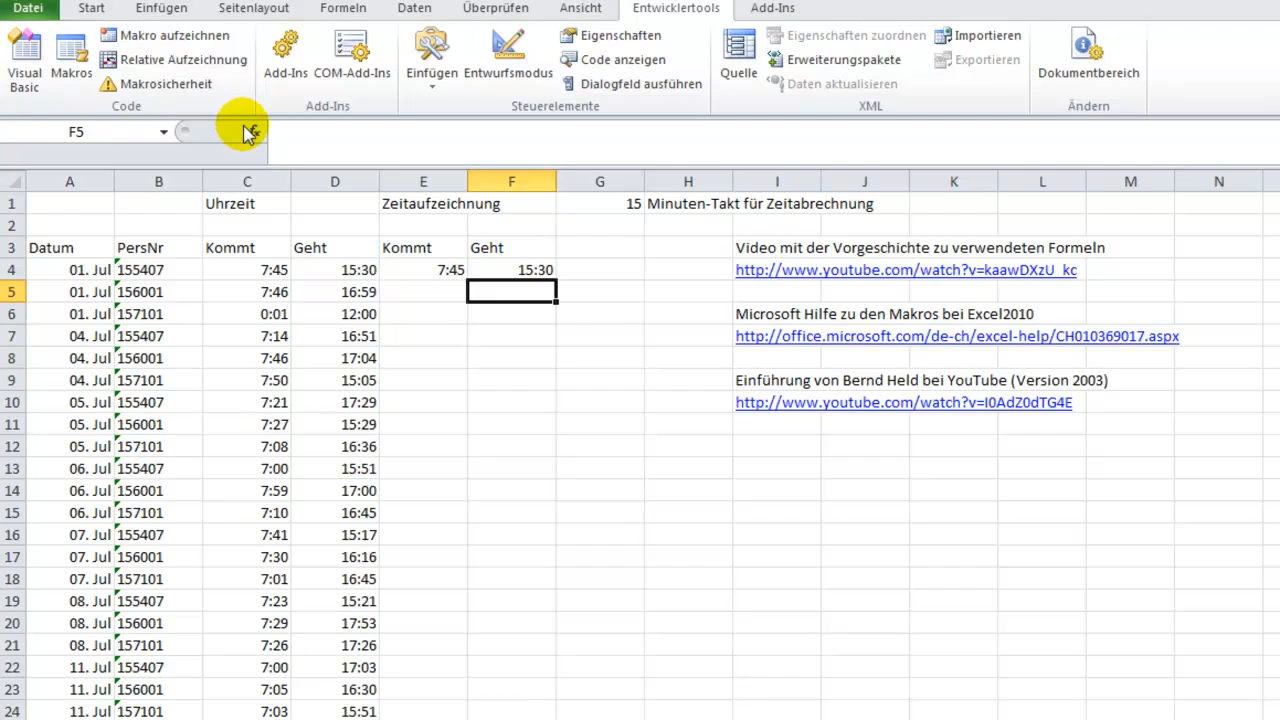 Datei Start Einfügen Seitenlayout Formeln Daten Überprüfen Ansicht Entwicklertools Add-Ins
Visual Basic
Makros
Makro aufzeichnen
Relative Aufzeichnung
Makrosicherheit
Code
Add-Ins
COM-Add-Ins
Add-Ins
Einfügen
Entwurfsmodus
Eigenschaften
Code anzeigen
Dialogfeld ausführen
Steuerelemente
Quelle
Eigenschaften zuordnen
Erweiterungspakete
Daten aktualisieren
Importieren
Exportieren
XML
Dokumentbereich
Ändern
F5
A B C D E F G H I J K L M N
1 Uhrzeit Zeitaufzeichnung 15 Minuten-Takt für Zeitabrechnung
2
3 Datum PersNr Kommt Geht Kommt Geht Video mit der Vorgeschichte zu verwendeten Formeln
4 01. Jul 155407 7:45 15:30 7:45 15:30 http://www.youtube.com/watch?v=kaawDXzU_kc
5 01. Jul 156001 7:46 16:59
6 01. Jul 157101 0:01 12:00 Microsoft Hilfe zu den Makros bei Excel2010
7 04. Jul 155407 7:14 16:51 http://office.microsoft.com/de-ch/excel-help/CH010369017.aspx
8 04. Jul 156001 7:46 17:04
9 04. Jul 157101 7:50 15:05 Einführung von Bernd Held bei YouTube (Version 2003)
10 05. Jul 155407 7:21 17:29 http://www.youtube.com/watch?v=I0AdZ0dTG4E
11 05. Jul 156001 7:27 15:29
12 05. Jul 157101 7:08 16:36
13 06. Jul 155407 7:00 15:51
14 06. Jul 156001 7:59 17:00
15 06. Jul 157101 7:10 16:45
16 07. Jul 155407 7:41 15:17
17 07. Jul 156001 7:30 16:16
18 07. Jul 157101 7:01 16:45
19 08. Jul 155407 7:23 15:21
20 08. Jul 156001 7:29 17:53
21 08. Jul 157101 7:26 17:26
22 11. Jul 155407 7:00 17:03
23 11. Jul 156001 7:05 16:30
24 11. Jul 157101 7:03 15:51